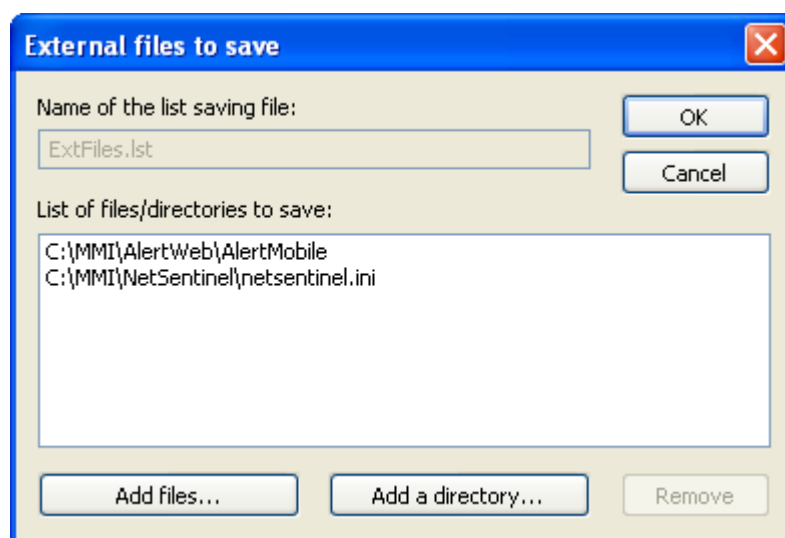 External files to save
Name of the list saving file:
OK
ExtFiles.lst
Cancel
List of files/directories to save:
C:\MMI\AlertWeb\AlertMobile
C:\MMI\NetSentinel\netsentinel.ini
Add files...
Add a directory...
Remove